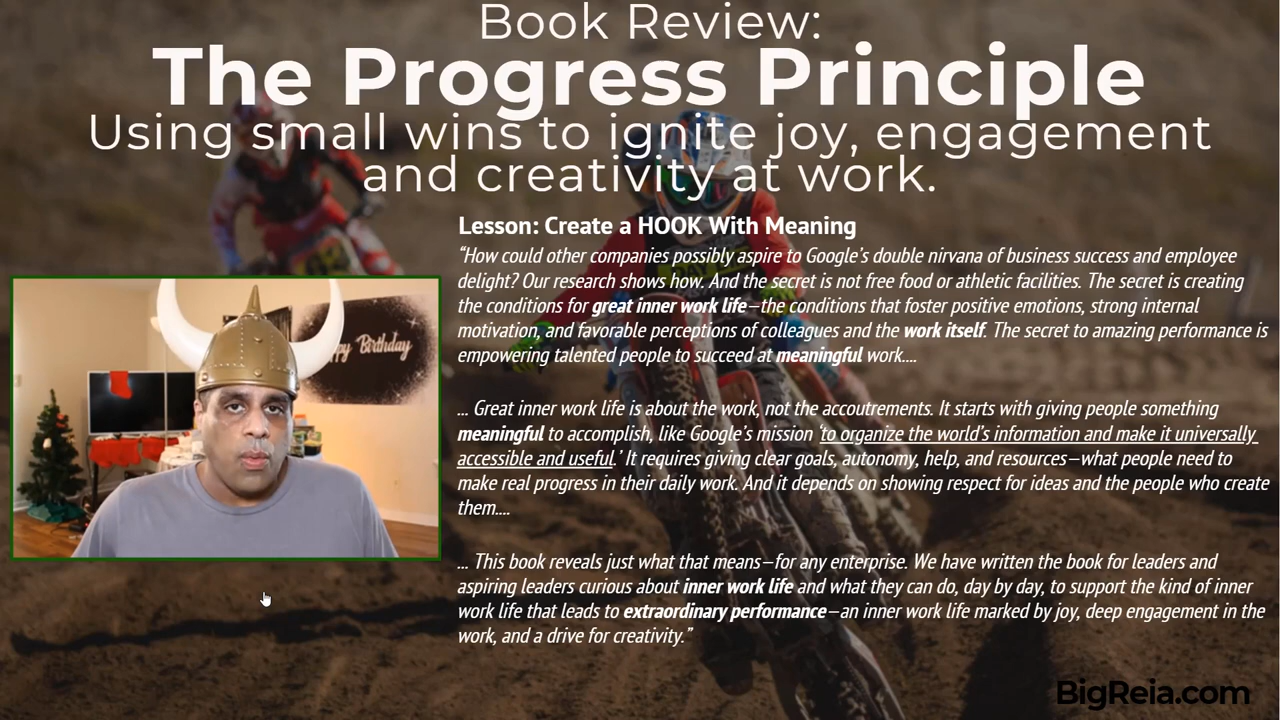 Book Review:
The Progress Principle
Using small wins to ignite joy, engagement
and creativity at work.
Lesson: Create a HOOK With Meaning
“How could other companies possibly aspire to Google’s double nirvana of business success and employee
delight? Our research shows how. And the secret is not free food or athletic facilities. The secret is creating
the conditions for great inner work life—the conditions that foster positive emotions, strong internal
motivation, and favorable perceptions of colleagues and the work itself. The secret to amazing performance is
empowering talented people to succeed at meaningful work....
... Great inner work life is about the work, not the accoutrements. It starts with giving people something
meaningful to accomplish, like Google’s mission ‘to organize the world’s information and make it universally
accessible and useful.’ It requires giving clear goals, autonomy, help, and resources—what people need to
make real progress in their daily work. And it depends on showing respect for ideas and the people who create
them....
... This book reveals just what that means—for any enterprise. We have written the book for leaders and
aspiring leaders curious about inner work life and what they can do, day by day, to support the kind of inner
work life that leads to extraordinary performance—an inner work life marked by joy, deep engagement in the
work, and a drive for creativity.”
Birthday
BigReia.com